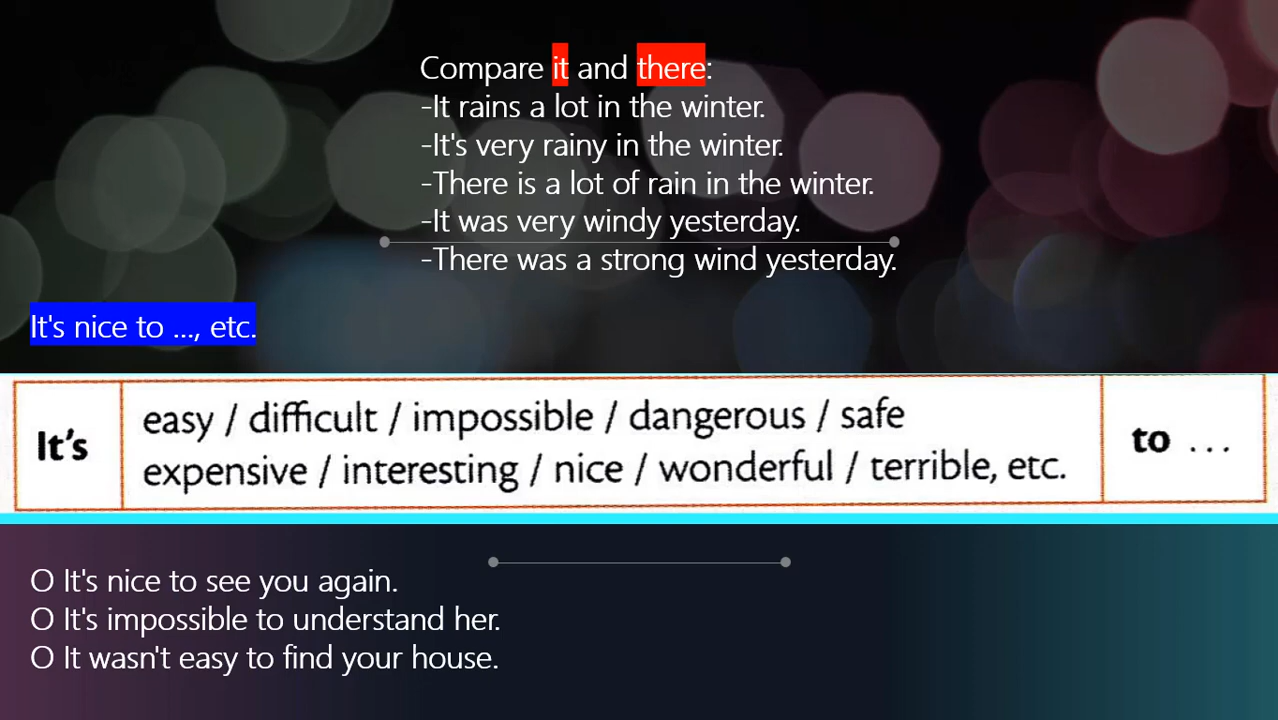 Compare it and there:
-It rains a lot in the winter.
-It's very rainy in the winter.
-There is a lot of rain in the winter.
-It was very windy yesterday.
-There was a strong wind yesterday.
It's nice to ..., etc.
It's
easy / difficult / impossible / dangerous / safe
expensive / interesting / nice / wonderful / terrible, etc.
to ...
O It's nice to see you again.
O It's impossible to understand her.
O It wasn't easy to find your house.